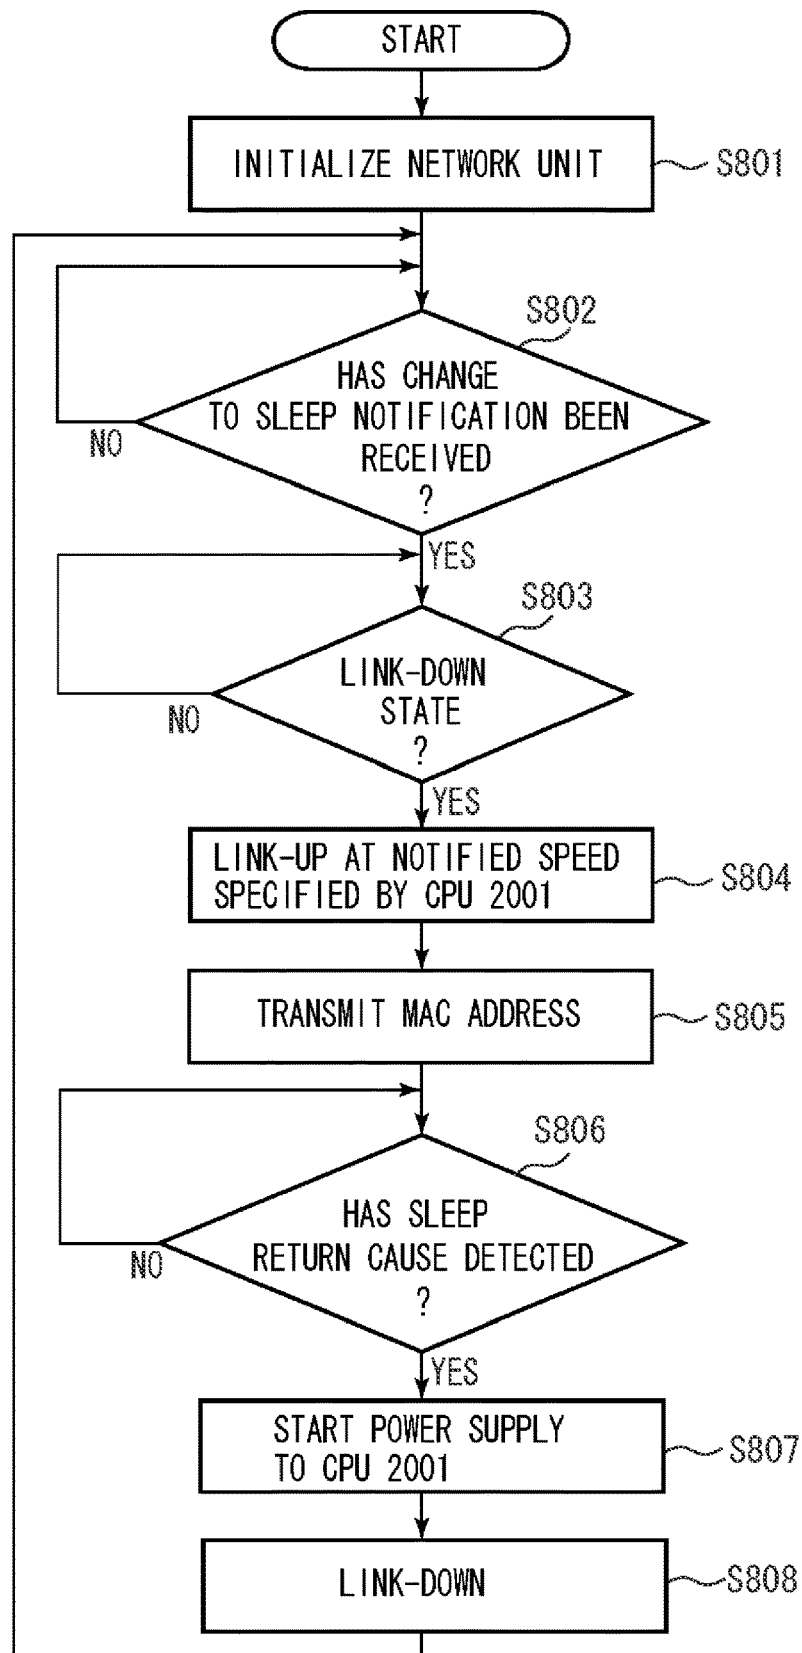 START
INITIALIZE NETWORK UNIT
S801
S802
HAS CHANGE
TO SLEEP NOTIFICATION BEEN
RECEIVED
?
NO
YES
S803
LINK-DOWN
STATE
?
NO
YES
LINK-UP AT NOTIFIED SPEED
SPECIFIED BY CPU 2001
S804
TRANSMIT MAC ADDRESS
S805
S806
HAS SLEEP
RETURN CAUSE DETECTED
?
NO
YES
START POWER SUPPLY
TO CPU 2001
S807
LINK-DOWN
S808